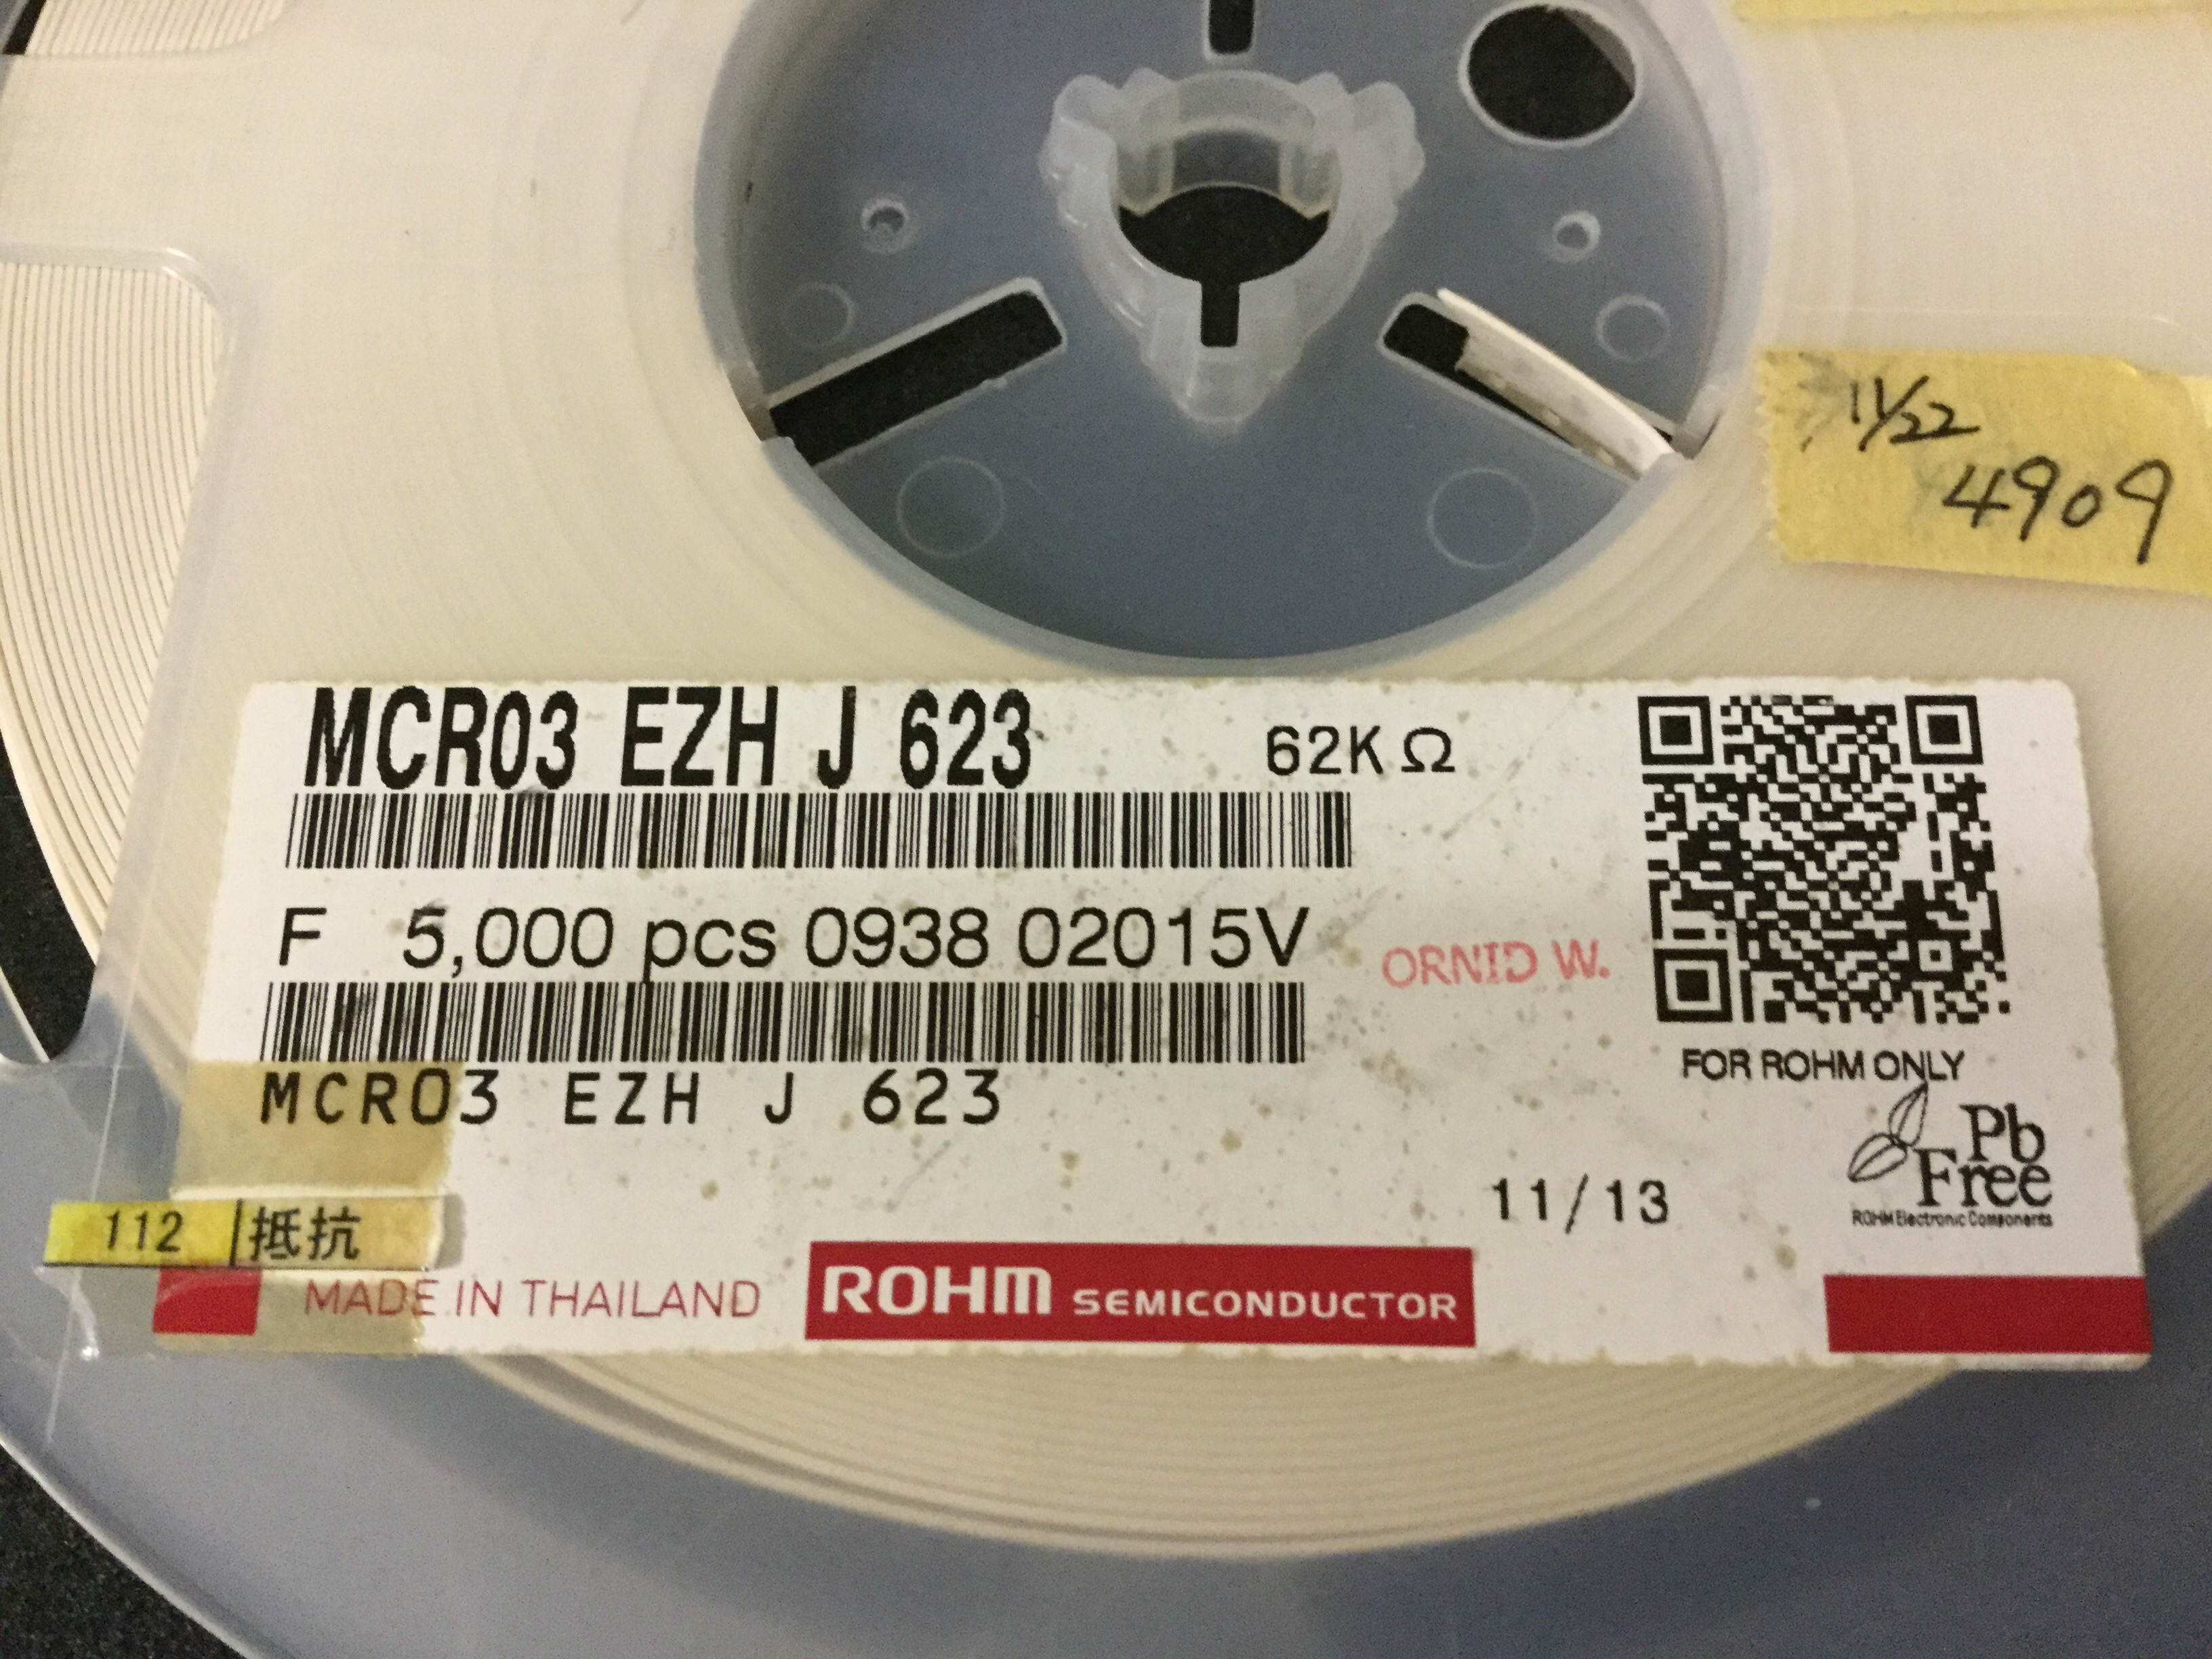 11/22
4909
MCR03 EZH J 623 62KΩ
F 5,000 pcs 0938 02015V
ORNID W.
FOR ROHM ONLY
MCR03 EZH J 623
Pb
Free
ROHM Electronic Components
11/13
112 抵抗
MADE IN THAILAND
ROHM SEMICONDUCTOR